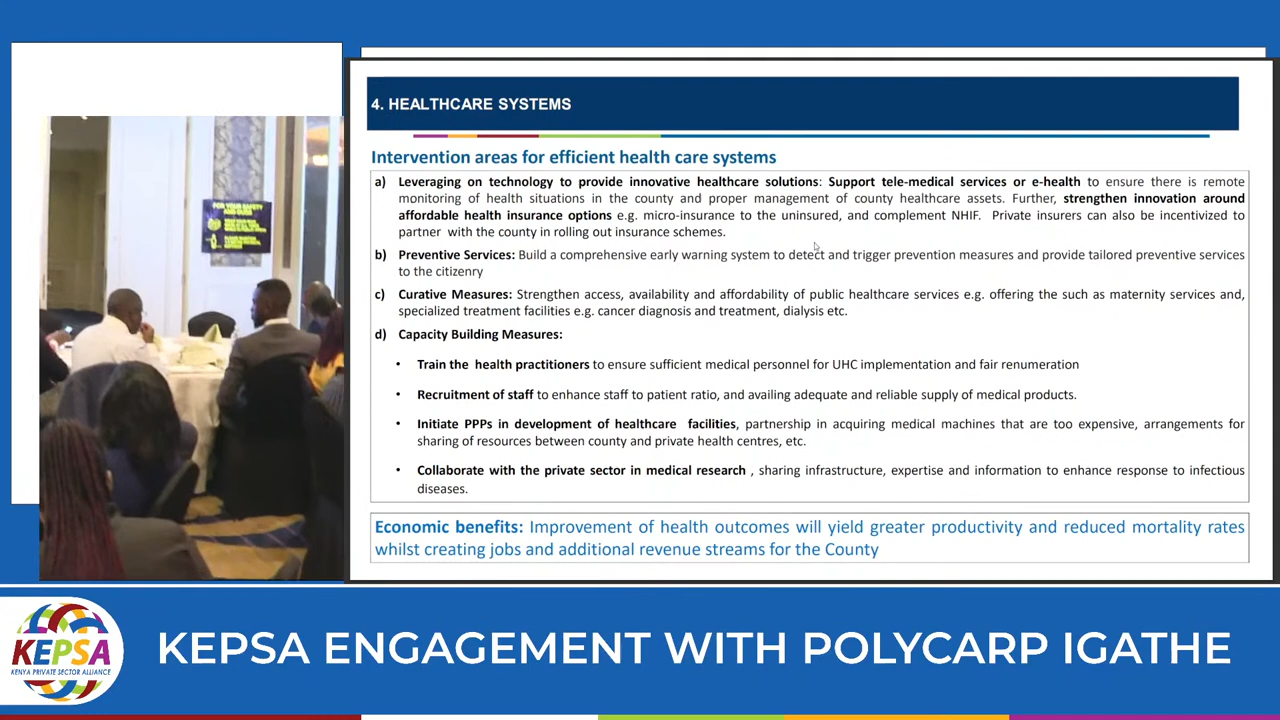 4. HEALTHCARE SYSTEMS
Intervention areas for efficient health care systems
a) Leveraging on technology to provide innovative healthcare solutions: Support tele-medical services or e-health to ensure there is remote
monitoring of health situations in the county and proper management of county healthcare assets. Further, strengthen innovation around
affordable health insurance options e.g. micro-insurance to the uninsured, and complement NHIF. Private insurers can also be incentivized to
partner with the county in rolling out insurance schemes.
b) Preventive Services: Build a comprehensive early warning system to detect and trigger prevention measures and provide tailored preventive services
to the citizenry
c) Curative Measures: Strengthen access, availability and affordability of public healthcare services e.g. offering the such as maternity services and,
specialized treatment facilities e.g. cancer diagnosis and treatment, dialysis etc.
d) Capacity Building Measures:
• Train the health practitioners to ensure sufficient medical personnel for UHC implementation and fair renumeration
• Recruitment of staff to enhance staff to patient ratio, and availing adequate and reliable supply of medical products.
• Initiate PPPs in development of healthcare facilities, partnership in acquiring medical machines that are too expensive, arrangements for
sharing of resources between county and private health centres, etc.
• Collaborate with the private sector in medical research , sharing infrastructure, expertise and information to enhance response to infectious
diseases.
Economic benefits: Improvement of health outcomes will yield greater productivity and reduced mortality rates
whilst creating jobs and additional revenue streams for the County
FOR YOUR SAFETY
KEPSA
KENYA PRIVATE SECTOR ALLIANCE
KEPSA ENGAGEMENT WITH POLYCARP IGATHE